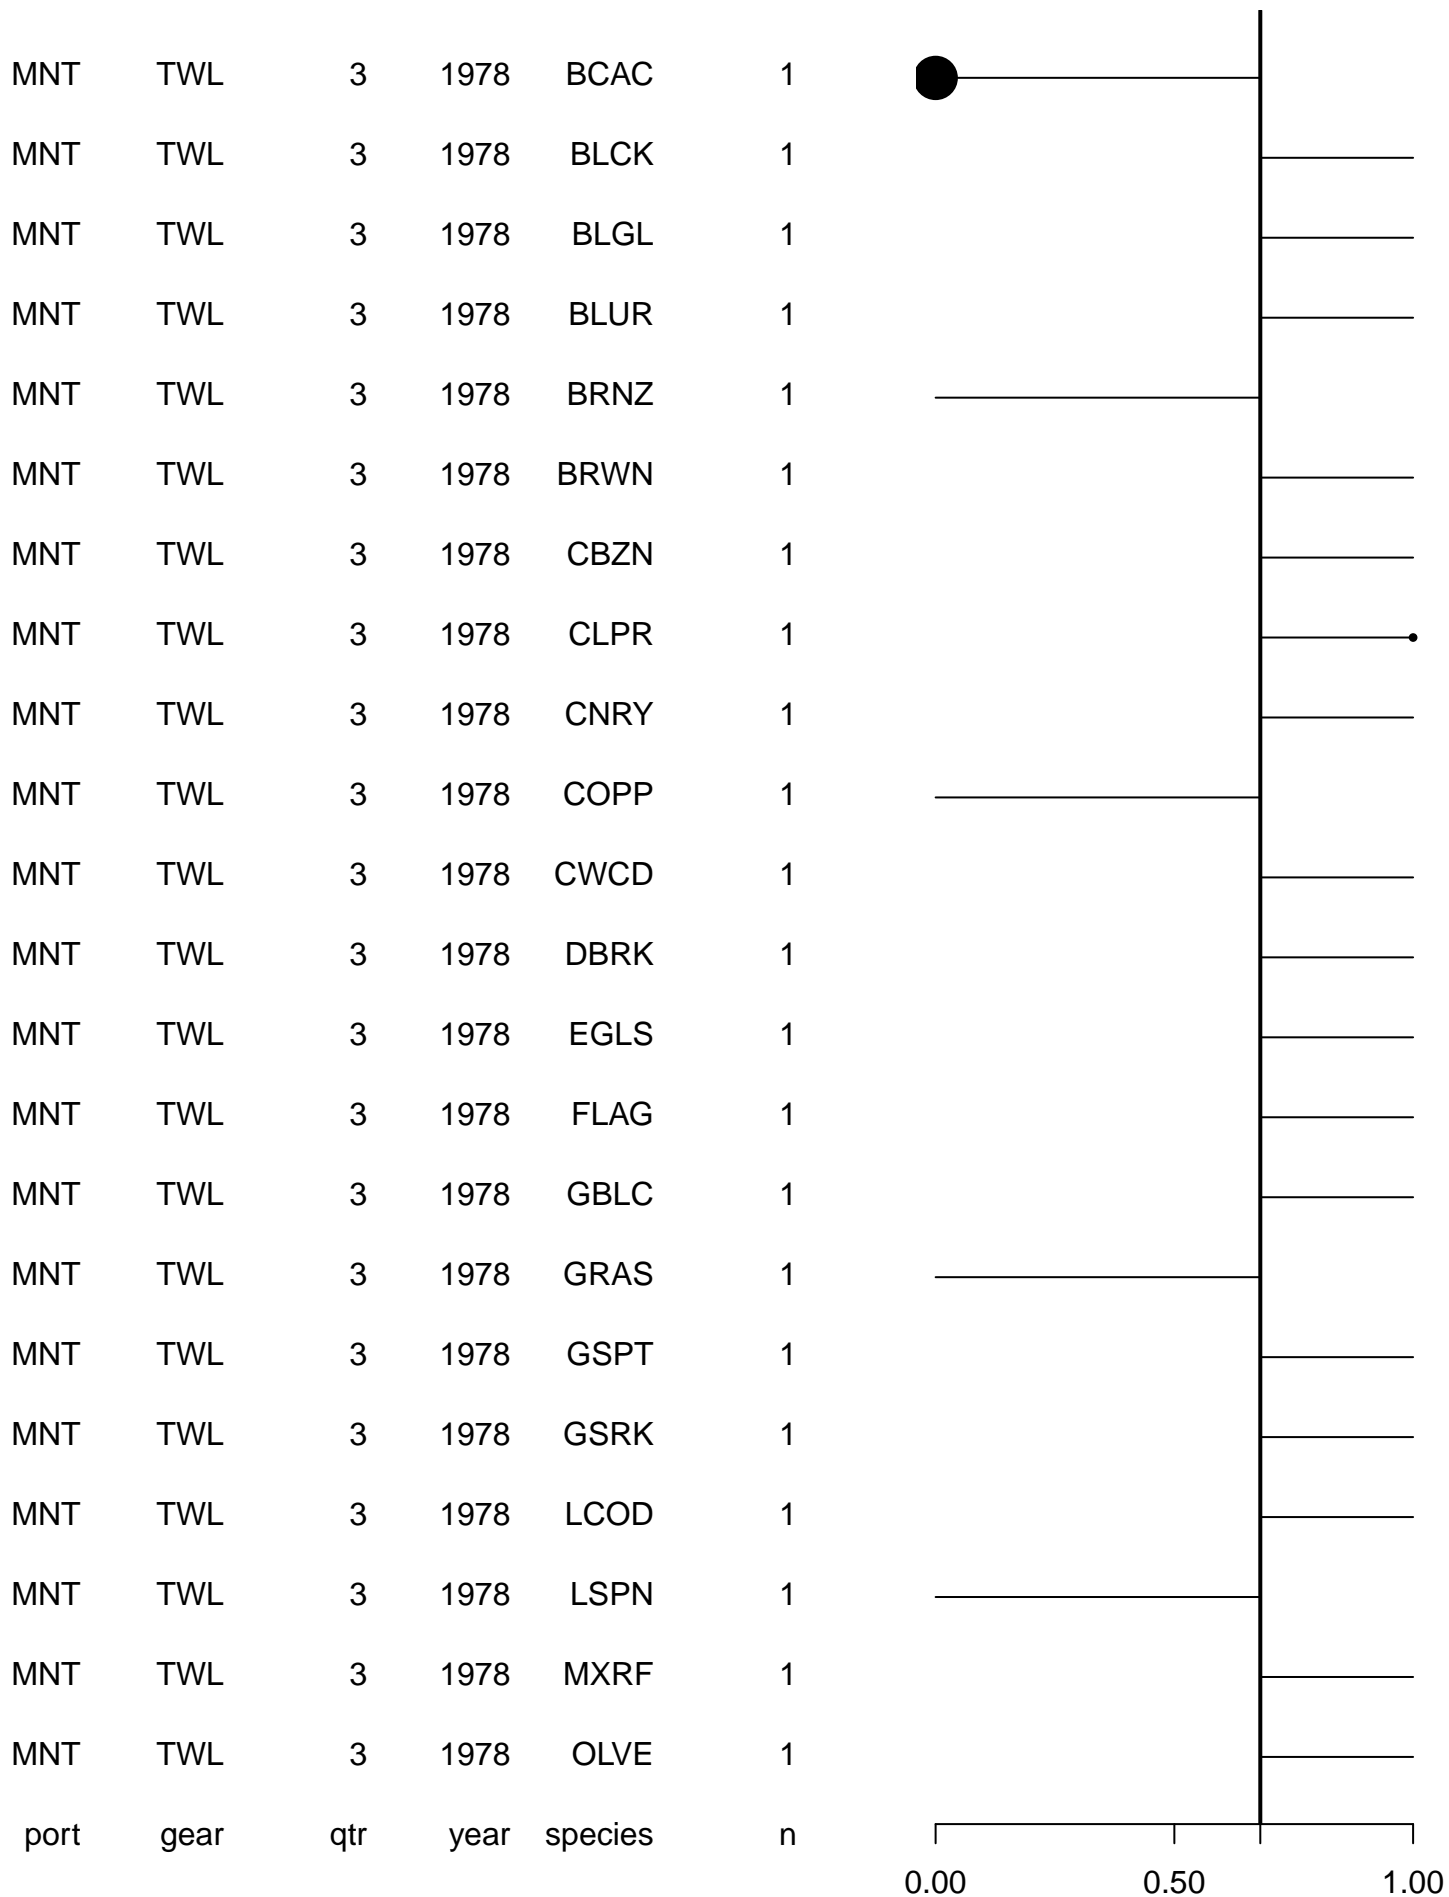 MNT TWL 3 1978 BCAC 1
MNT TWL 3 1978 BLCK 1
MNT TWL 3 1978 BLGL 1
MNT TWL 3 1978 BLUR 1
MNT TWL 3 1978 BRNZ 1
MNT TWL 3 1978 BRWN 1
MNT TWL 3 1978 CBZN 1
MNT TWL 3 1978 CLPR 1
MNT TWL 3 1978 CNRY 1
MNT TWL 3 1978 COPP 1
MNT TWL 3 1978 CWCD 1
MNT TWL 3 1978 DBRK 1
MNT TWL 3 1978 EGLS 1
MNT TWL 3 1978 FLAG 1
MNT TWL 3 1978 GBLC 1
MNT TWL 3 1978 GRAS 1
MNT TWL 3 1978 GSPT 1
MNT TWL 3 1978 GSRK 1
MNT TWL 3 1978 LCOD 1
MNT TWL 3 1978 LSPN 1
MNT TWL 3 1978 MXRF 1
MNT TWL 3 1978 OLVE 1
port gear qtr year species n
0.00 0.50 1.00